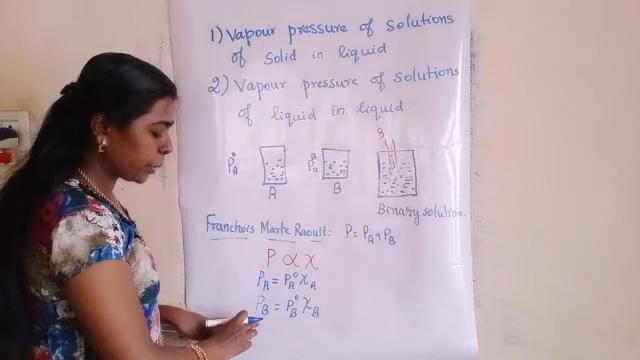 1) Vapour pressure of solutions
of solid in liquid
2) Vapour pressure of solutions
of liquid in liquid.
B
P°A
P°B
A
B
Binary solution.
Franchois Marte Raoult: P = PA + PB
P ∝ χ
PA = P°A χA
PB = P°B χB